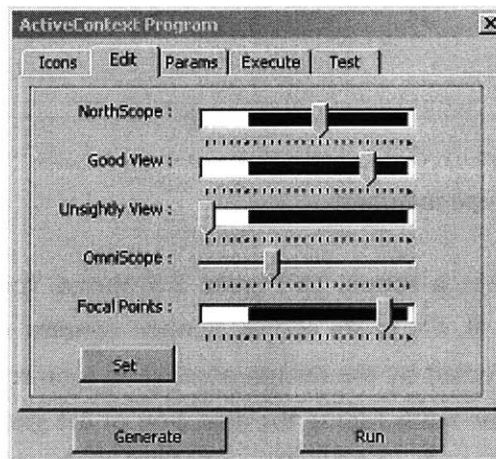 ActiveContext Program X
Icons Edit Params Execute Test
NorthScope :
Good View :
Unsightly View :
OmniScope :
Focal Points :
Set
Generate Run